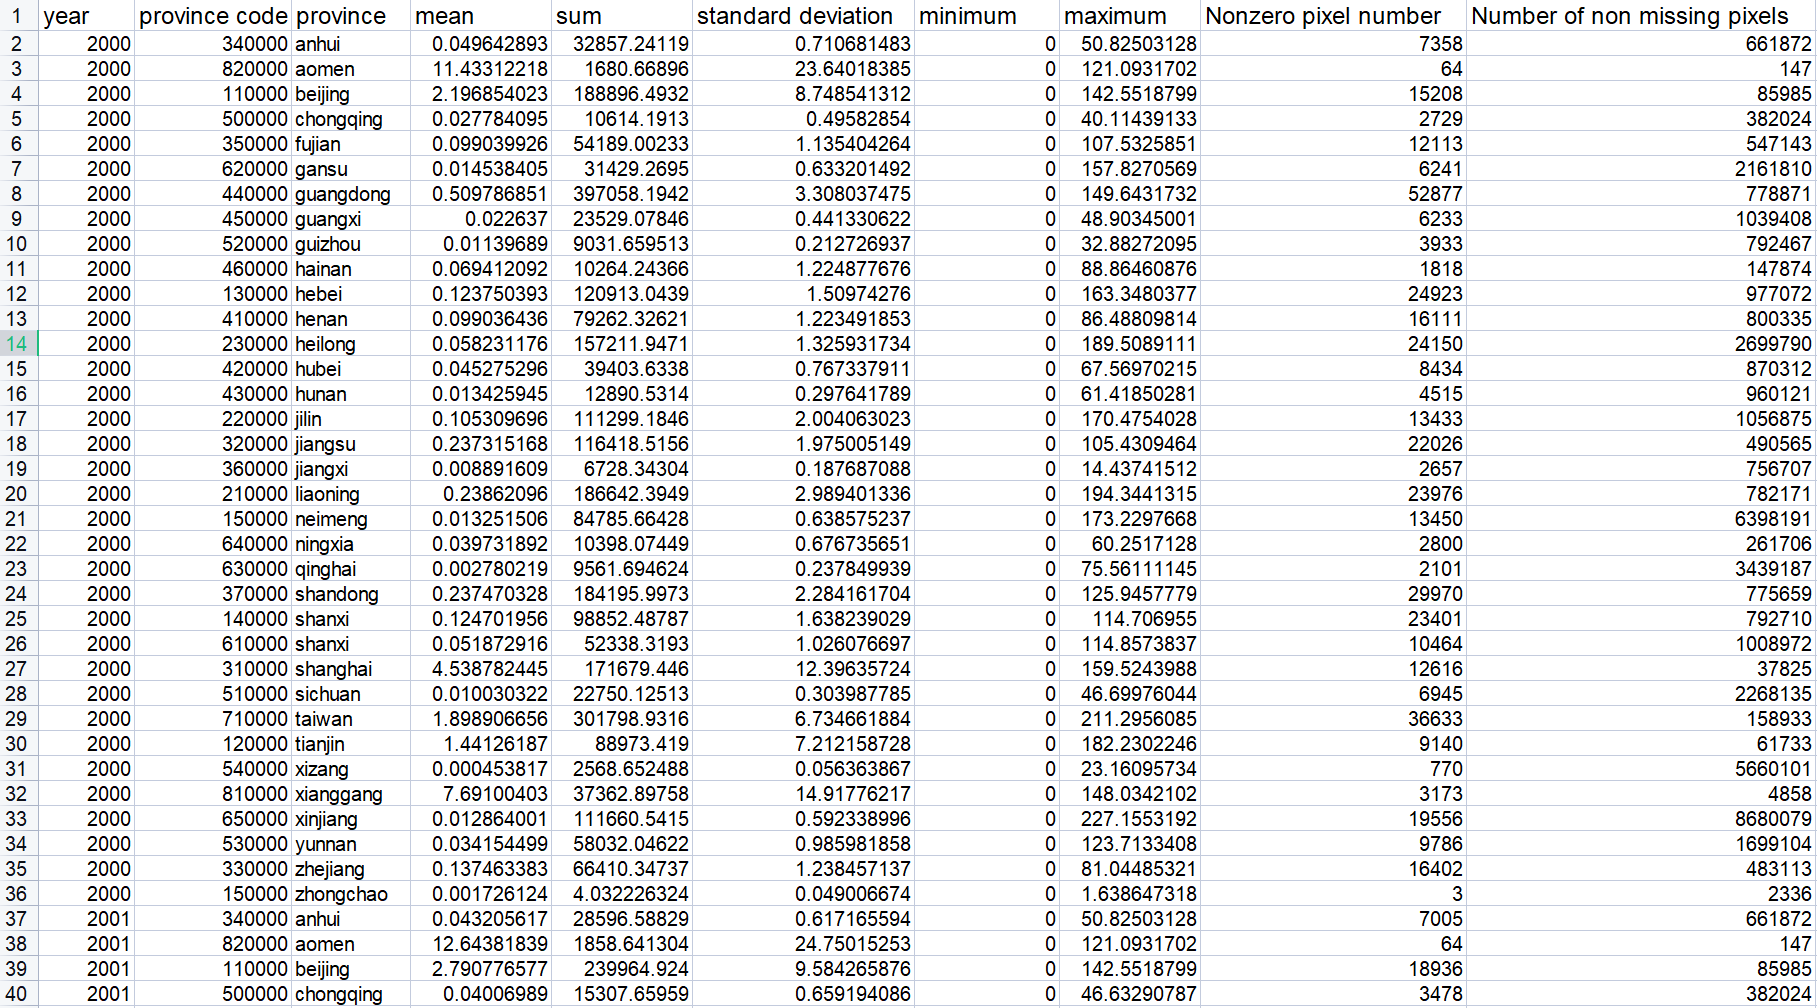 1 year province code province mean sum standard deviation minimum maximum Nonzero pixel number Number of non missing pixels
2 2000 340000 anhui 0.049642893 32857.24119 0.710681483 0 50.82503128 7358 661872
3 2000 820000 aomen 11.43312218 1680.66896 23.64018385 0 121.0931702 64 147
4 2000 110000 beijing 2.196854023 188896.4932 8.748541312 0 142.5518799 15208 85985
5 2000 500000 chongqing 0.027784095 10614.1913 0.49582854 0 40.11439133 2729 382024
6 2000 350000 fujian 0.099039926 54189.00233 1.135404264 0 107.5325851 12113 547143
7 2000 620000 gansu 0.014538405 31429.2695 0.633201492 0 157.8270569 6241 2161810
8 2000 440000 guangdong 0.509786851 397058.1942 3.308037475 0 149.6431732 52877 778871
9 2000 450000 guangxi 0.022637 23529.07846 0.441330622 0 48.90345001 6233 1039408
10 2000 520000 guizhou 0.01139689 9031.659513 0.212726937 0 32.88272095 3933 792467
11 2000 460000 hainan 0.069412092 10264.24366 1.224877676 0 88.86460876 1818 147874
12 2000 130000 hebei 0.123750393 120913.0439 1.50974276 0 163.3480377 24923 977072
13 2000 410000 henan 0.099036436 79262.32621 1.223491853 0 86.48809814 16111 800335
14 2000 230000 heilong 0.058231176 157211.9471 1.325931734 0 189.5089111 24150 2699790
15 2000 420000 hubei 0.045275296 39403.6338 0.767337911 0 67.56970215 8434 870312
16 2000 430000 hunan 0.013425945 12890.5314 0.297641789 0 61.41850281 4515 960121
17 2000 220000 jilin 0.105309696 111299.1846 2.004063023 0 170.4754028 13433 1056875
18 2000 320000 jiangsu 0.237315168 116418.5156 1.975005149 0 105.4309464 22026 490565
19 2000 360000 jiangxi 0.008891609 6728.34304 0.187687088 0 14.43741512 2657 756707
20 2000 210000 liaoning 0.23862096 186642.3949 2.989401336 0 194.3441315 23976 782171
21 2000 150000 neimeng 0.013251506 84785.66428 0.638575237 0 173.2297668 13450 6398191
22 2000 640000 ningxia 0.039731892 10398.07449 0.676735651 0 60.2517128 2800 261706
23 2000 630000 qinghai 0.002780219 9561.694624 0.237849939 0 75.56111145 2101 3439187
24 2000 370000 shandong 0.237470328 184195.9973 2.284161704 0 125.9457779 29970 775659
25 2000 140000 shanxi 0.124701956 98852.48787 1.638239029 0 114.706955 23401 792710
26 2000 610000 shanxi 0.051872916 52338.3193 1.026076697 0 114.8573837 10464 1008972
27 2000 310000 shanghai 4.538782445 171679.446 12.39635724 0 159.5243988 12616 37825
28 2000 510000 sichuan 0.010030322 22750.12513 0.303987785 0 46.69976044 6945 2268135
29 2000 710000 taiwan 1.898906656 301798.9316 6.734661884 0 211.2956085 36633 158933
30 2000 120000 tianjin 1.44126187 88973.419 7.212158728 0 182.2302246 9140 61733
31 2000 540000 xizang 0.000453817 2568.652488 0.056363867 0 23.16095734 770 5660101
32 2000 810000 xianggang 7.69100403 37362.89758 14.91776217 0 148.0342102 3173 4858
33 2000 650000 xinjiang 0.012864001 111660.5415 0.592338996 0 227.1553192 19556 8680079
34 2000 530000 yunnan 0.034154499 58032.04622 0.985981858 0 123.7133408 9786 1699104
35 2000 330000 zhejiang 0.137463383 66410.34737 1.238457137 0 81.04485321 16402 483113
36 2000 150000 zhongchao 0.001726124 4.032226324 0.049006674 0 1.638647318 3 2336
37 2001 340000 anhui 0.043205617 28596.58829 0.617165594 0 50.82503128 7005 661872
38 2001 820000 aomen 12.64381839 1858.641304 24.75015253 0 121.0931702 64 147
39 2001 110000 beijing 2.790776577 239964.924 9.584265876 0 142.5518799 18936 85985
40 2001 500000 chongqing 0.04006989 15307.65959 0.659194086 0 46.63290787 3478 382024